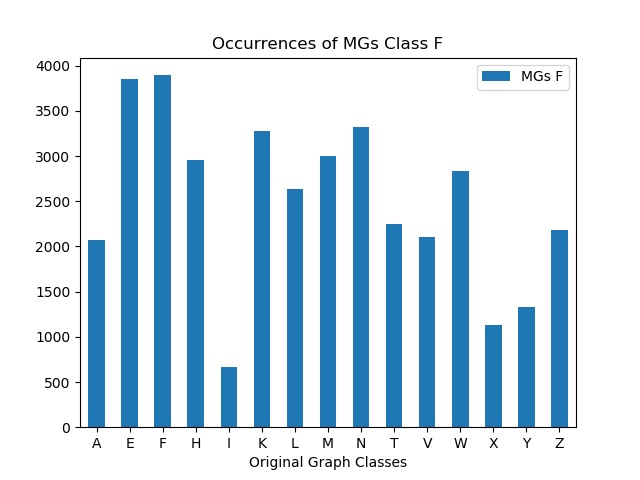 Occurrences of MGs Class F
MGs F
4000
3500
3000
2500
2000
1500
1000
500
0
A E F H I K L M N T V W X Y Z
Original Graph Classes